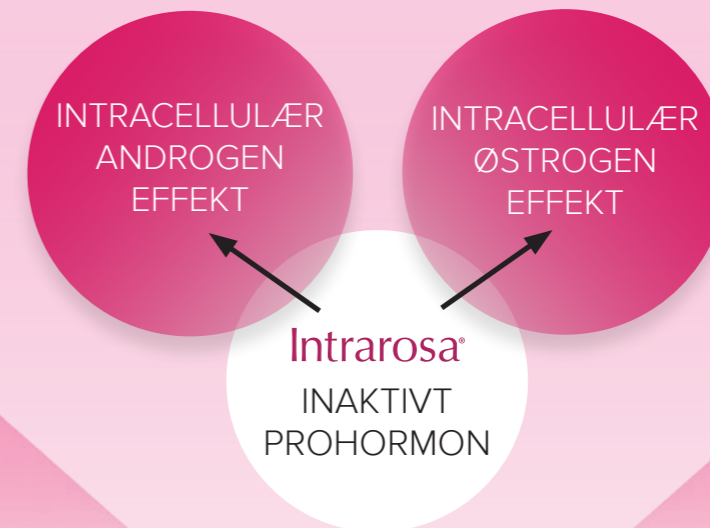 INTRACELLULÆR
ANDROGEN
EFFEKT
INTRACELLULÆR
ØSTROGEN
EFFEKT
Intrarosa®
INAKTIVT
PROHORMON